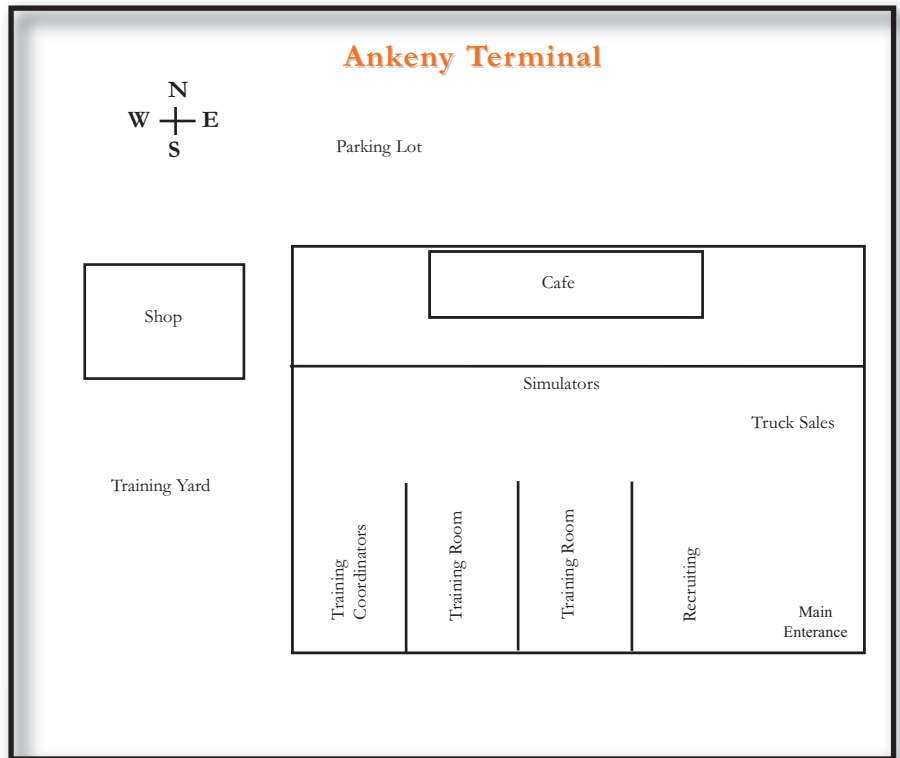 Ankeny Terminal
N
W E
S
Parking Lot
Cafe
Shop
Simulators
Truck Sales
Training Yard
Training
Coordinators
Training Room
Training Room
Recruiting
Main
Enterance